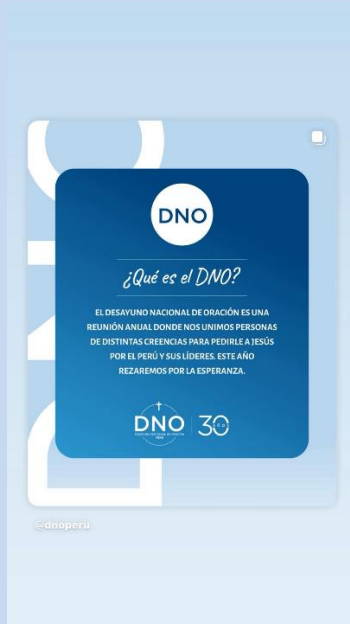 DNO
¿Qué es el DNO?
EL DESAYUNO NACIONAL DE ORACIÓN ES UNA
REUNIÓN ANUAL DONDE NOS UNIMOS PERSONAS
DE DISTINTAS CREENCIAS PARA PEDIRLE A JESÚS
POR EL PERÚ Y SUS LÍDERES. ESTE AÑO
REZAREMOS POR LA ESPERANZA.
DNO 30
@dnoperu